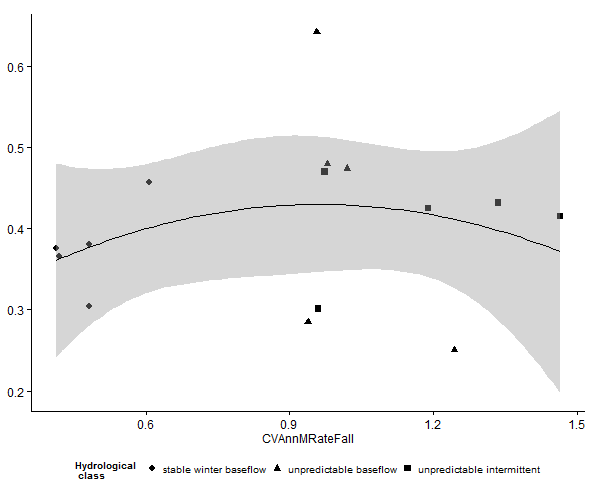 0.6
0.5
0.4
0.3
0.2
0.6 0.9 1.2 1.5
CVAnnMRateFall
Hydrological
class
stable winter baseflow unpredictable baseflow unpredictable intermittent